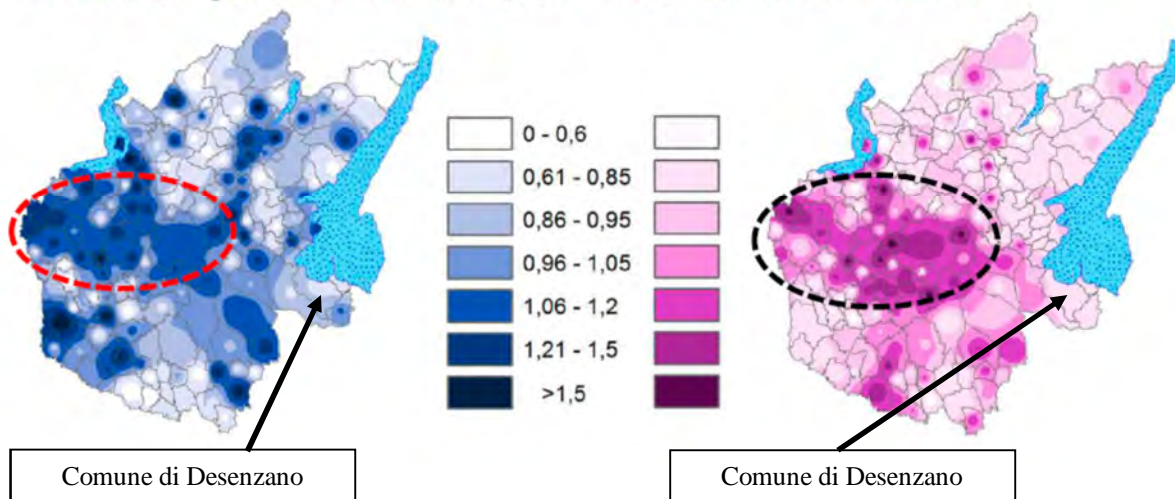 0 - 0,6
0,61 - 0,85
0,86 - 0,95
0,96 - 1,05
1,06 - 1,2
1,21 - 1,5
>1,5
Comune di Desenzano
Comune di Desenzano